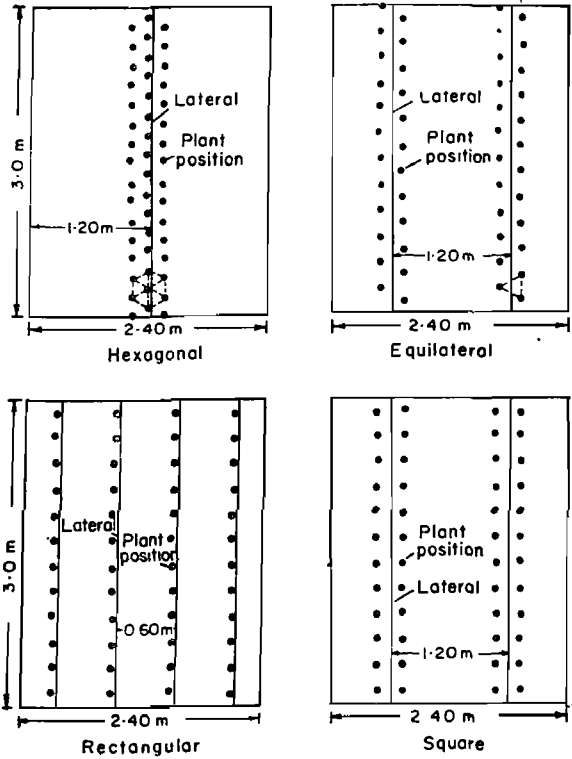 Lateral
Plant
position
3·0 m
1·20m
2·40 m
Hexagonal
Lateral
Plant
position
1·20m
2·40 m
Equilateral
3·0 m
Lateral
Plant
position
0 60m
2·40 m
Rectangular
Plant
position
Lateral
1·20m
2 40 m
Square